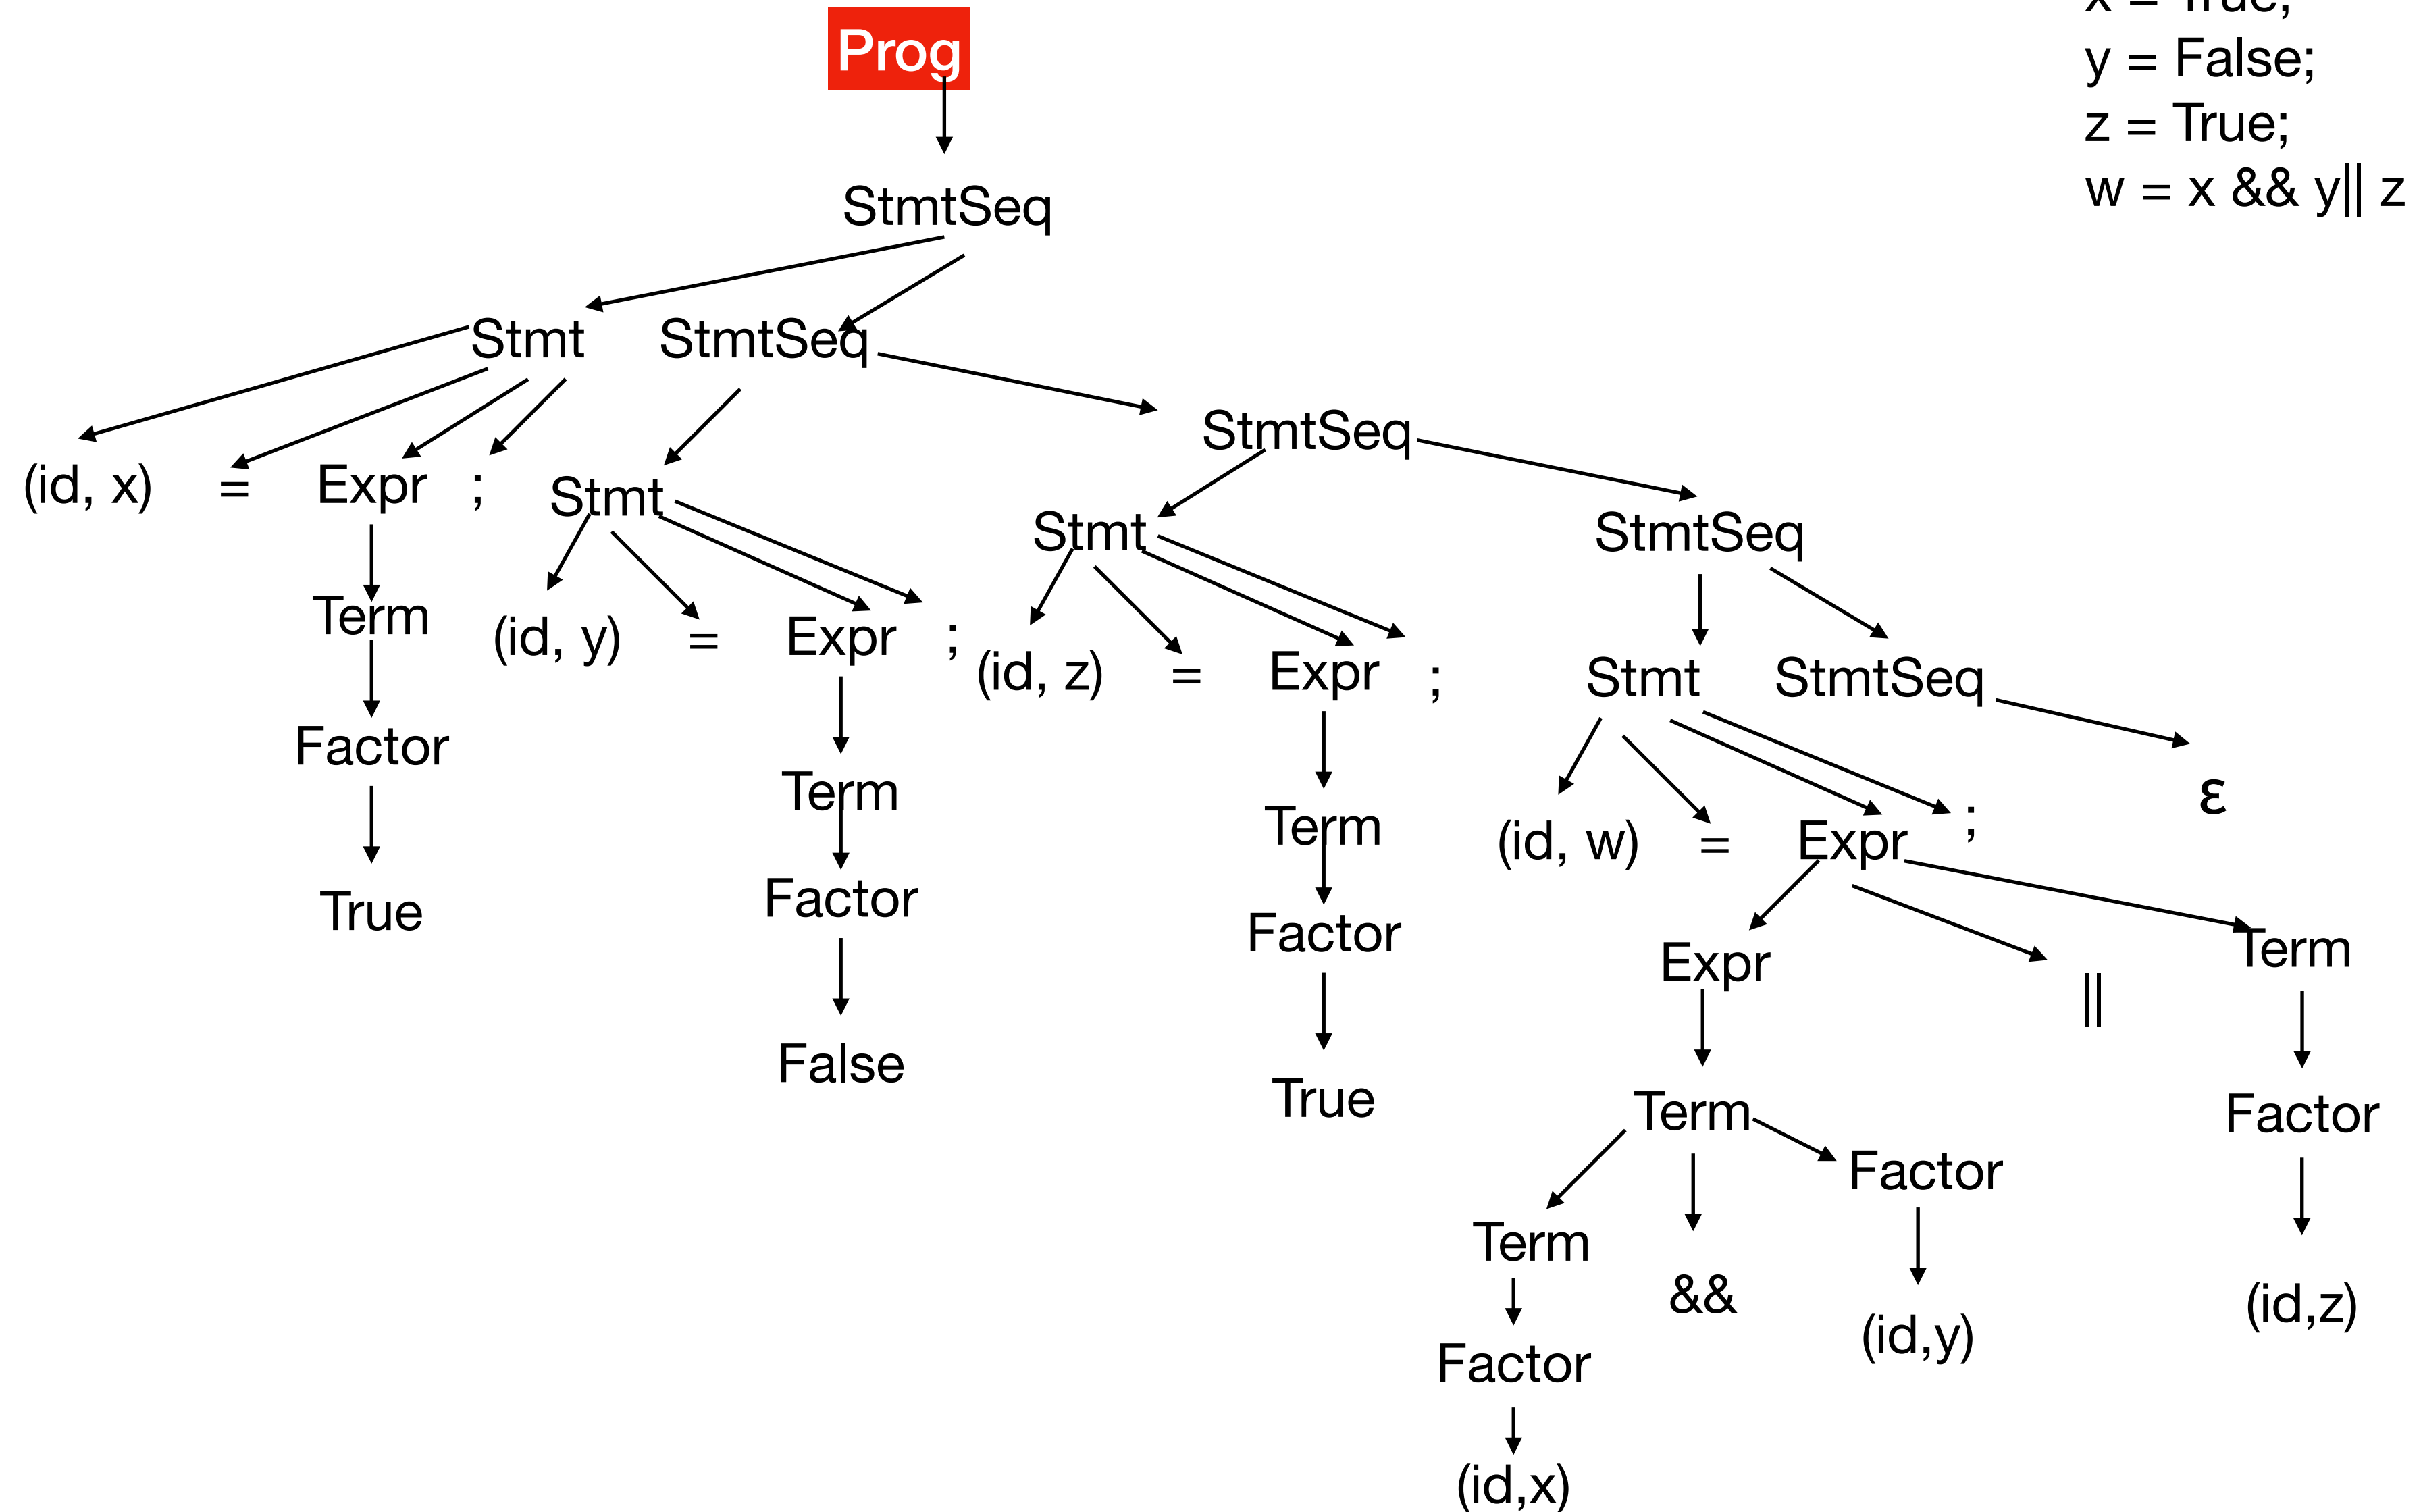 Prog
x = True;
y = False;
z = True;
w = x && y|| z
StmtSeq
Stmt StmtSeq
StmtSeq
(id, x) = Expr ;
Stmt
Stmt
StmtSeq
Term
(id, y) = Expr ;
(id, z) = Expr ;
Stmt StmtSeq
Factor
Term
Term
ε
(id, w) = Expr ;
True
Factor
Factor
Expr
||
Term
False
True
Term
Factor
Factor
Term
&&
(id,y)
(id,z)
Factor
(id,x)